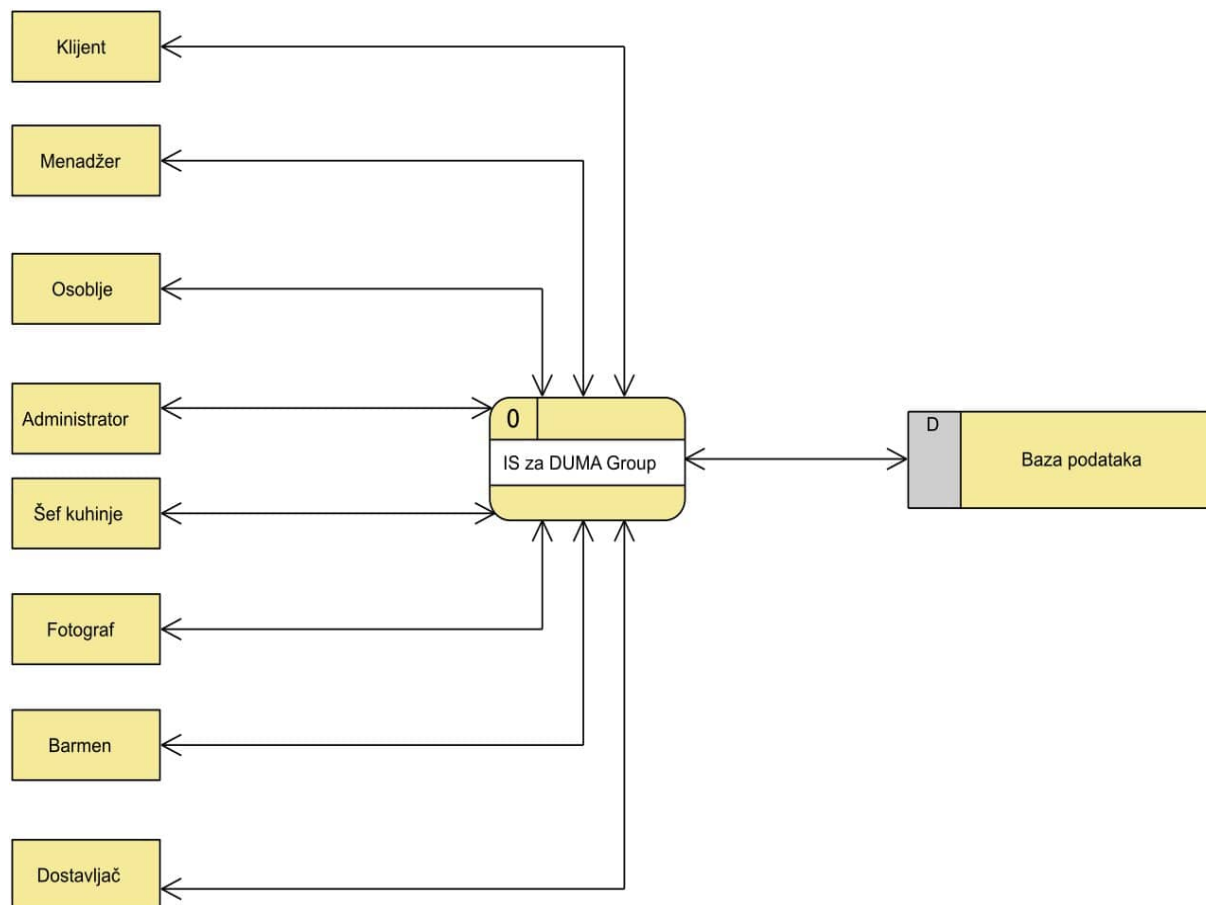 Klijent
Menadžer
Osoblje
Administrator
Šef kuhinje
Fotograf
Barmen
Dostavljač
0
IS za DUMA Group
D
Baza podataka